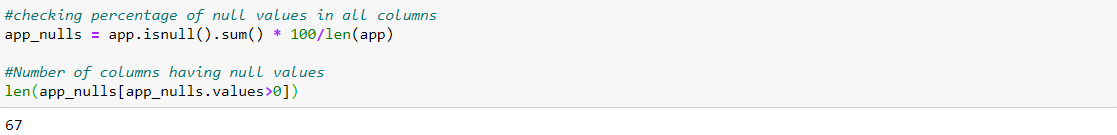 #checking percentage of null values in all columns
app_nulls = app.isnull().sum() * 100/len(app)
#Number of columns having null values
len(app_nulls[app_nulls.values>0])
67